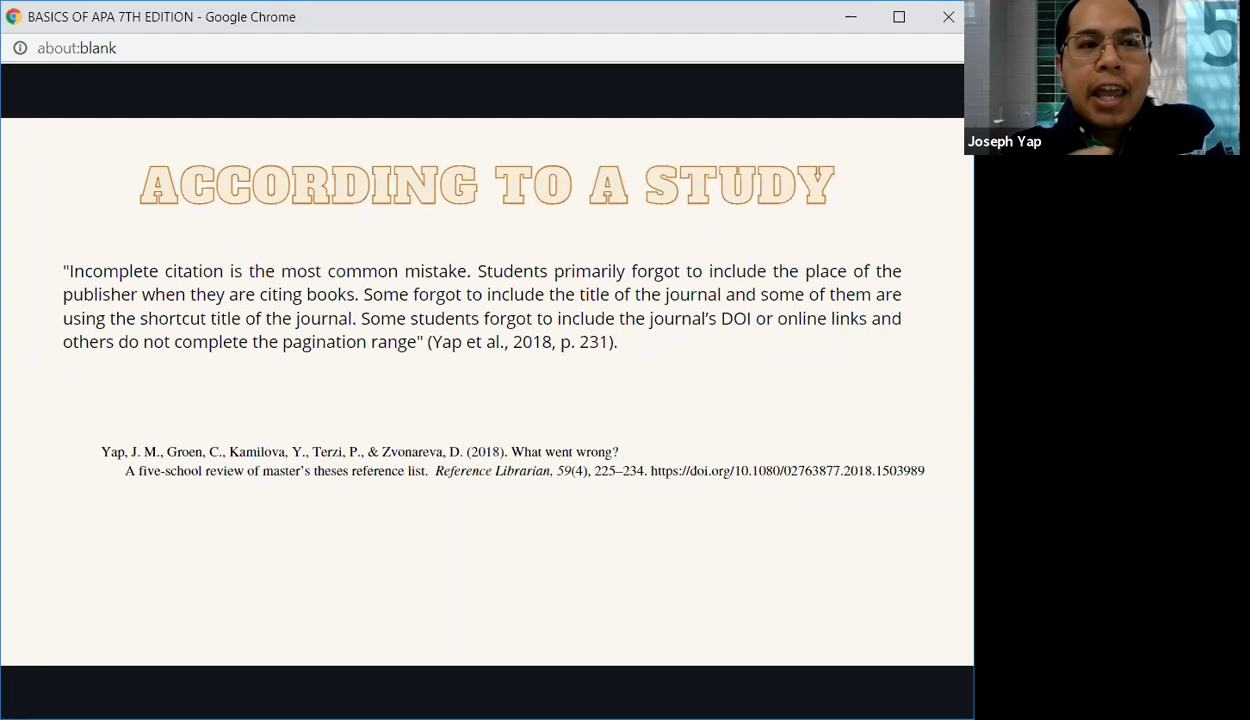 BASICS OF APA 7TH EDITION - Google Chrome
about:blank
5
Joseph Yap
ACCORDING TO A STUDY
"Incomplete citation is the most common mistake. Students primarily forgot to include the place of the
publisher when they are citing books. Some forgot to include the title of the journal and some of them are
using the shortcut title of the journal. Some students forgot to include the journal’s DOI or online links and
others do not complete the pagination range" (Yap et al., 2018, p. 231).
Yap, J. M., Groen, C., Kamilova, Y., Terzi, P., & Zvonareva, D. (2018). What went wrong?
A five-school review of master’s theses reference list. Reference Librarian, 59(4), 225–234. https://doi.org/10.1080/02763877.2018.1503989